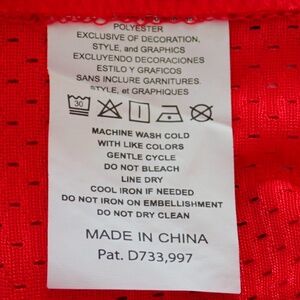 POLYESTER
EXCLUSIVE OF DECORATION,
STYLE, and GRAPHICS
EXCLUYENDO DECORACIONES
ESTILO Y GRAFICOS
SANS INCLURE GARNITURES.
STYLE, et GRAPHIQUES
30
MACHINE WASH COLD
WITH LIKE COLORS
GENTLE CYCLE
DO NOT BLEACH
LINE DRY
COOL IRON IF NEEDED
DO NOT IRON ON EMBELLISHMENT
DO NOT DRY CLEAN
MADE IN CHINA
Pat. D733,997